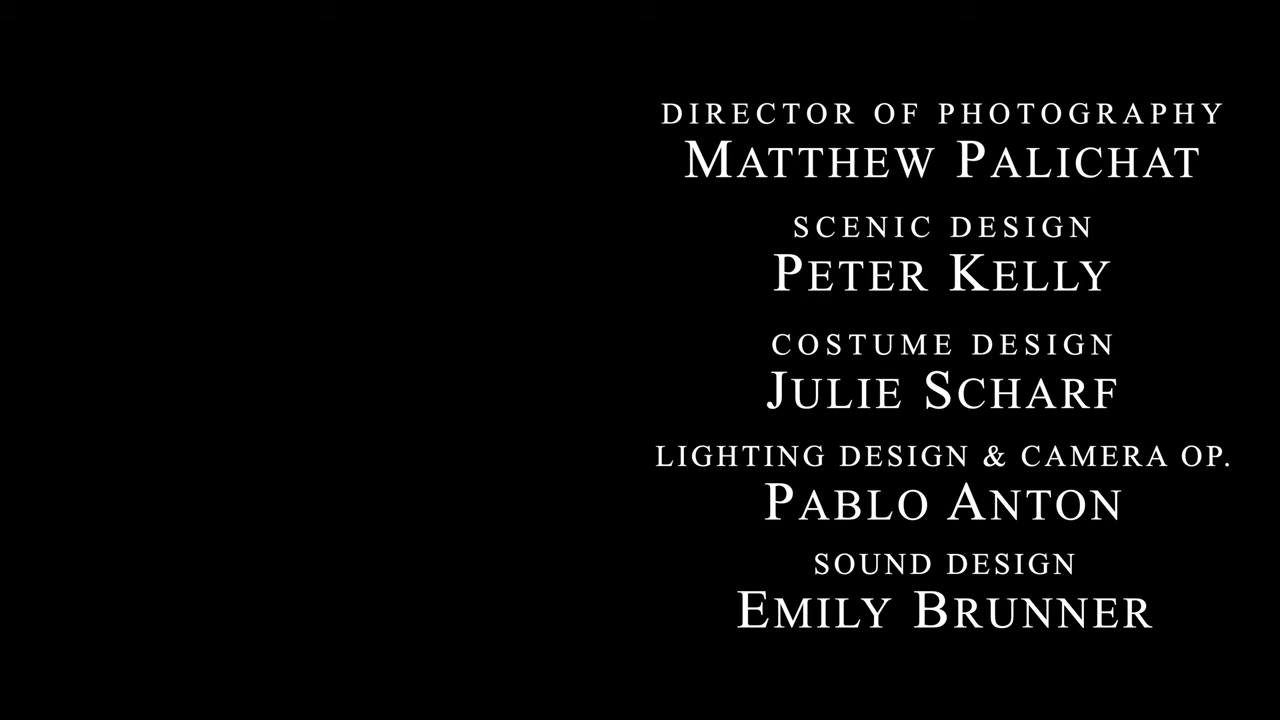 DIRECTOR OF PHOTOGRAPHY
MATTHEW PALICHAT
SCENIC DESIGN
PETER KELLY
COSTUME DESIGN
JULIE SCHARF
LIGHTING DESIGN & CAMERA OP.
PABLO ANTON
SOUND DESIGN
EMILY BRUNNER